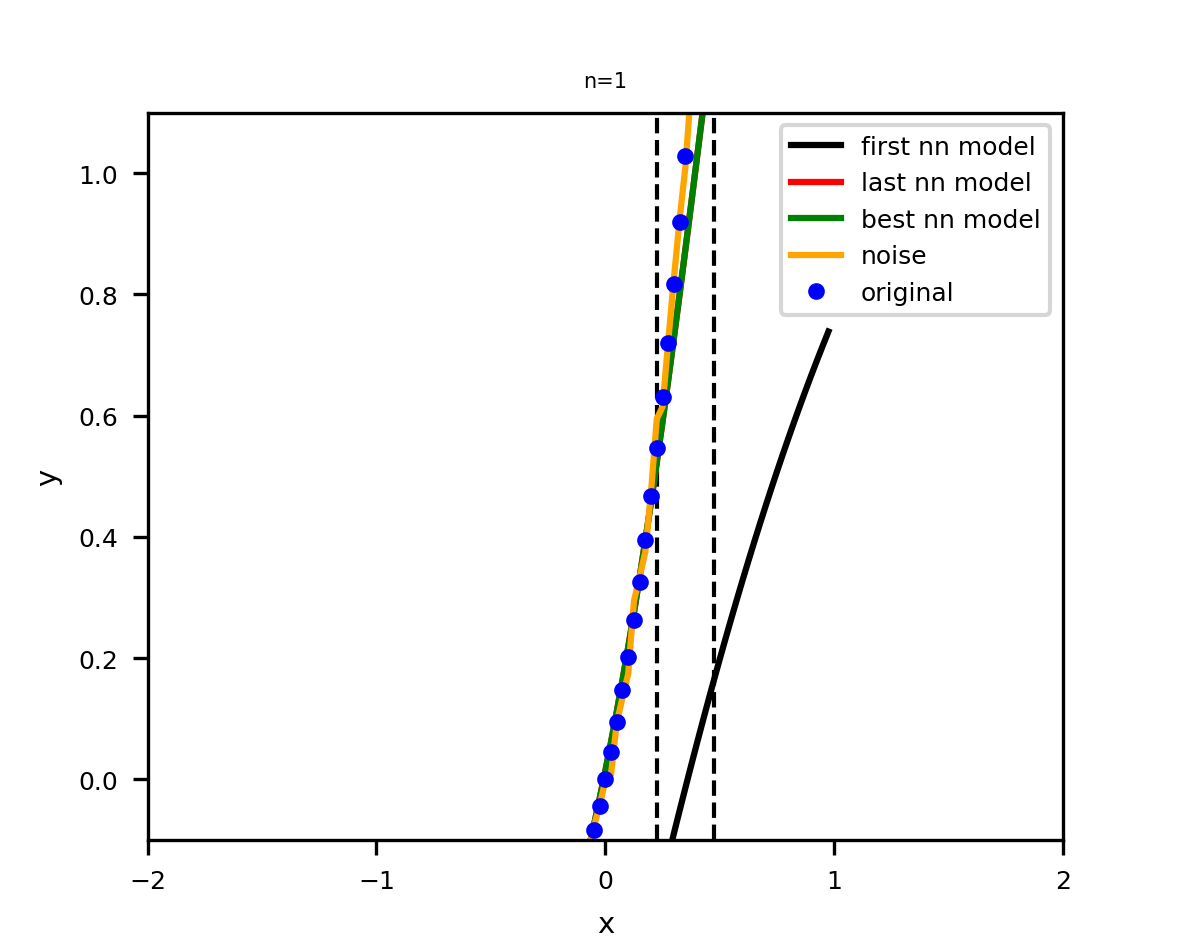 n=1
1.0
0.8
0.6
0.4
0.2
0.0
y
−2
−1
0
1
2
x
first nn model
last nn model
best nn model
noise
original